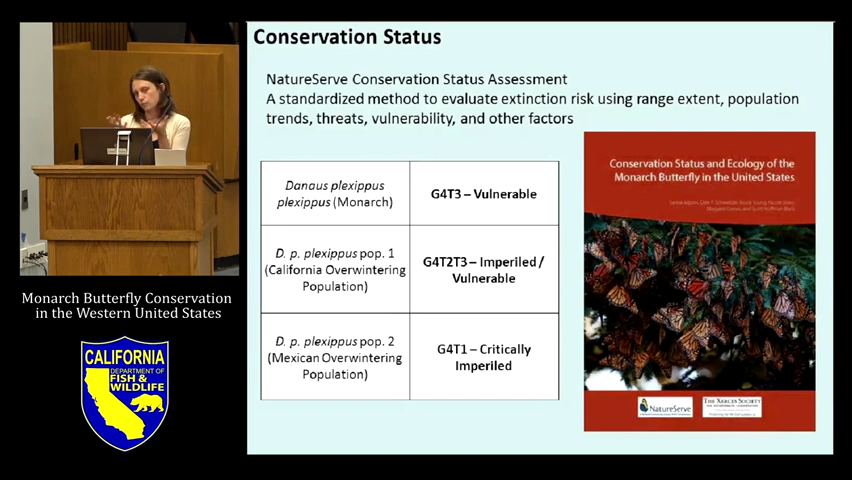 Conservation Status
NatureServe Conservation Status Assessment
A standardized method to evaluate extinction risk using range extent, population
trends, threats, vulnerability, and other factors
Danaus plexippus
plexippus (Monarch)
G4T3 – Vulnerable
D. p. plexippus pop. 1
(California Overwintering
Population)
G4T2T3 – Imperiled /
Vulnerable
D. p. plexippus pop. 2
(Mexican Overwintering
Population)
G4T1 – Critically
Imperiled
Conservation Status and Ecology of the
Monarch Butterfly in the United States
NatureServe
THE XERCES SOCIETY
Monarch Butterfly Conservation
in the Western United States
CALIFORNIA
DEPARTMENT OF
FISH &
WILDLIFE